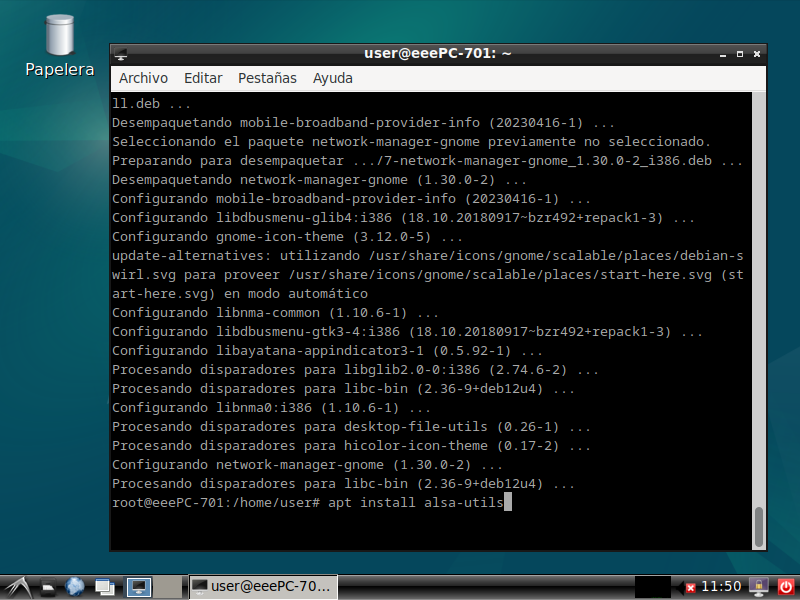 Papelera
user@eeePC-701: ~
Archivo Editar Pestañas Ayuda
ll.deb ...
Desempaquetando mobile-broadband-provider-info (20230416-1) ...
Seleccionando el paquete network-manager-gnome previamente no seleccionado.
Preparando para desempaquetar .../7-network-manager-gnome_1.30.0-2_i386.deb ...
Desempaquetando network-manager-gnome (1.30.0-2) ...
Configurando mobile-broadband-provider-info (20230416-1) ...
Configurando libdbusmenu-glib4:i386 (18.10.20180917~bzr492+repack1-3) ...
Configurando gnome-icon-theme (3.12.0-5) ...
update-alternatives: utilizando /usr/share/icons/gnome/scalable/places/debian-s
wirl.svg para proveer /usr/share/icons/gnome/scalable/places/start-here.svg (st
art-here.svg) en modo automático
Configurando libnma-common (1.10.6-1) ...
Configurando libdbusmenu-gtk3-4:i386 (18.10.20180917~bzr492+repack1-3) ...
Configurando libayatana-appindicator3-1 (0.5.92-1) ...
Procesando disparadores para libglib2.0-0:i386 (2.74.6-2) ...
Procesando disparadores para libc-bin (2.36-9+deb12u4) ...
Configurando libnma0:i386 (1.10.6-1) ...
Procesando disparadores para desktop-file-utils (0.26-1) ...
Procesando disparadores para hicolor-icon-theme (0.17-2) ...
Configurando network-manager-gnome (1.30.0-2) ...
Procesando disparadores para libc-bin (2.36-9+deb12u4) ...
root@eeePC-701:/home/user# apt install alsa-utils
user@eeePC-70... 11:50